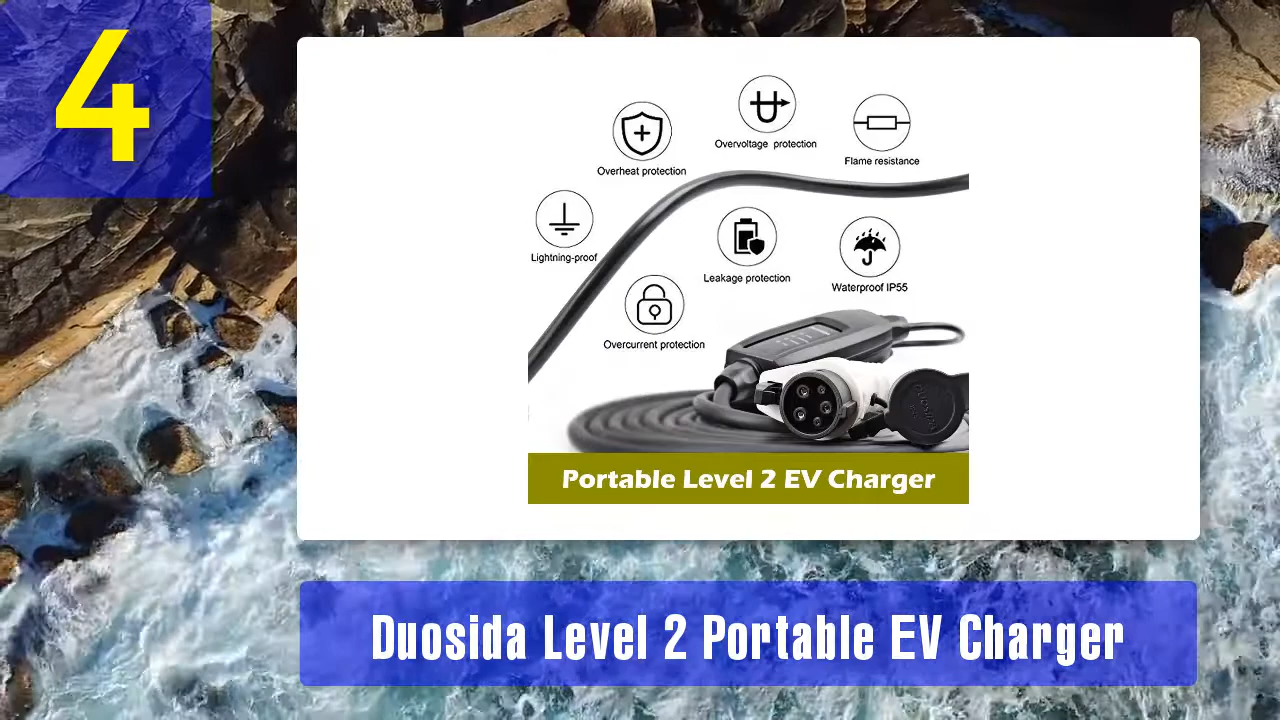 4
Overheat protection
Overvoltage protection
Flame resistance
Lightning-proof
Leakage protection
Waterproof IP55
Overcurrent protection
Portable Level 2 EV Charger
Duosida Level 2 Portable EV Charger